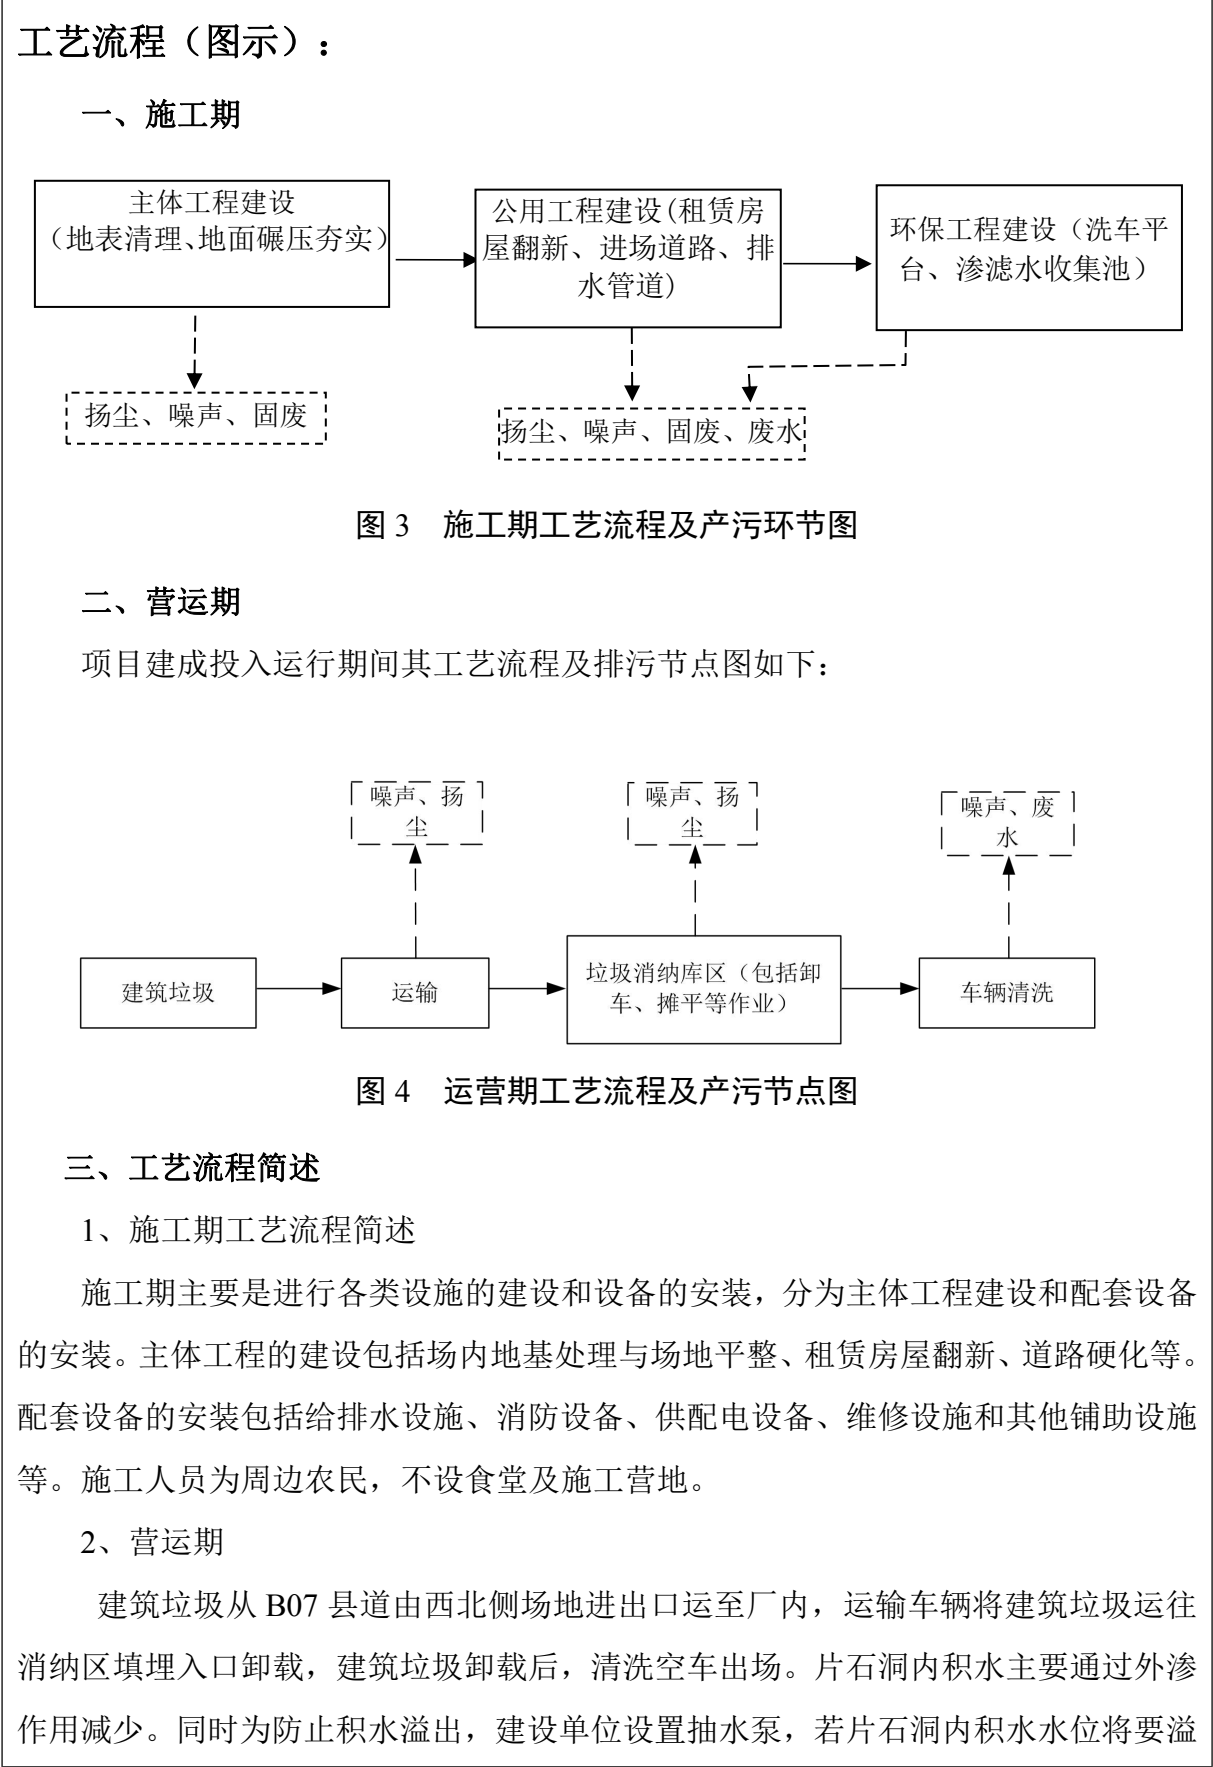 工艺流程（图示）：
一、施工期
主体工程建设
（地表清理、地面碾压夯实）
公用工程建设(租赁房
屋翻新、进场道路、排
水管道)
环保工程建设（洗车平
台、渗滤水收集池）
扬尘、噪声、固废
扬尘、噪声、固废、废水
图 3 施工期工艺流程及产污环节图
二、营运期
项目建成投入运行期间其工艺流程及排污节点图如下：
噪声、扬
尘
噪声、扬
尘
噪声、废
水
建筑垃圾
运输
垃圾消纳库区（包括卸
车、摊平等作业）
车辆清洗
图 4 运营期工艺流程及产污节点图
三、工艺流程简述
1、施工期工艺流程简述
施工期主要是进行各类设施的建设和设备的安装，分为主体工程建设和配套设备
的安装。主体工程的建设包括场内地基处理与场地平整、租赁房屋翻新、道路硬化等。
配套设备的安装包括给排水设施、消防设备、供配电设备、维修设施和其他铺助设施
等。施工人员为周边农民，不设食堂及施工营地。
2、营运期
建筑垃圾从 B07 县道由西北侧场地进出口运至厂内，运输车辆将建筑垃圾运往
消纳区填埋入口卸载，建筑垃圾卸载后，清洗空车出场。片石洞内积水主要通过外渗
作用减少。同时为防止积水溢出，建设单位设置抽水泵，若片石洞内积水水位将要溢